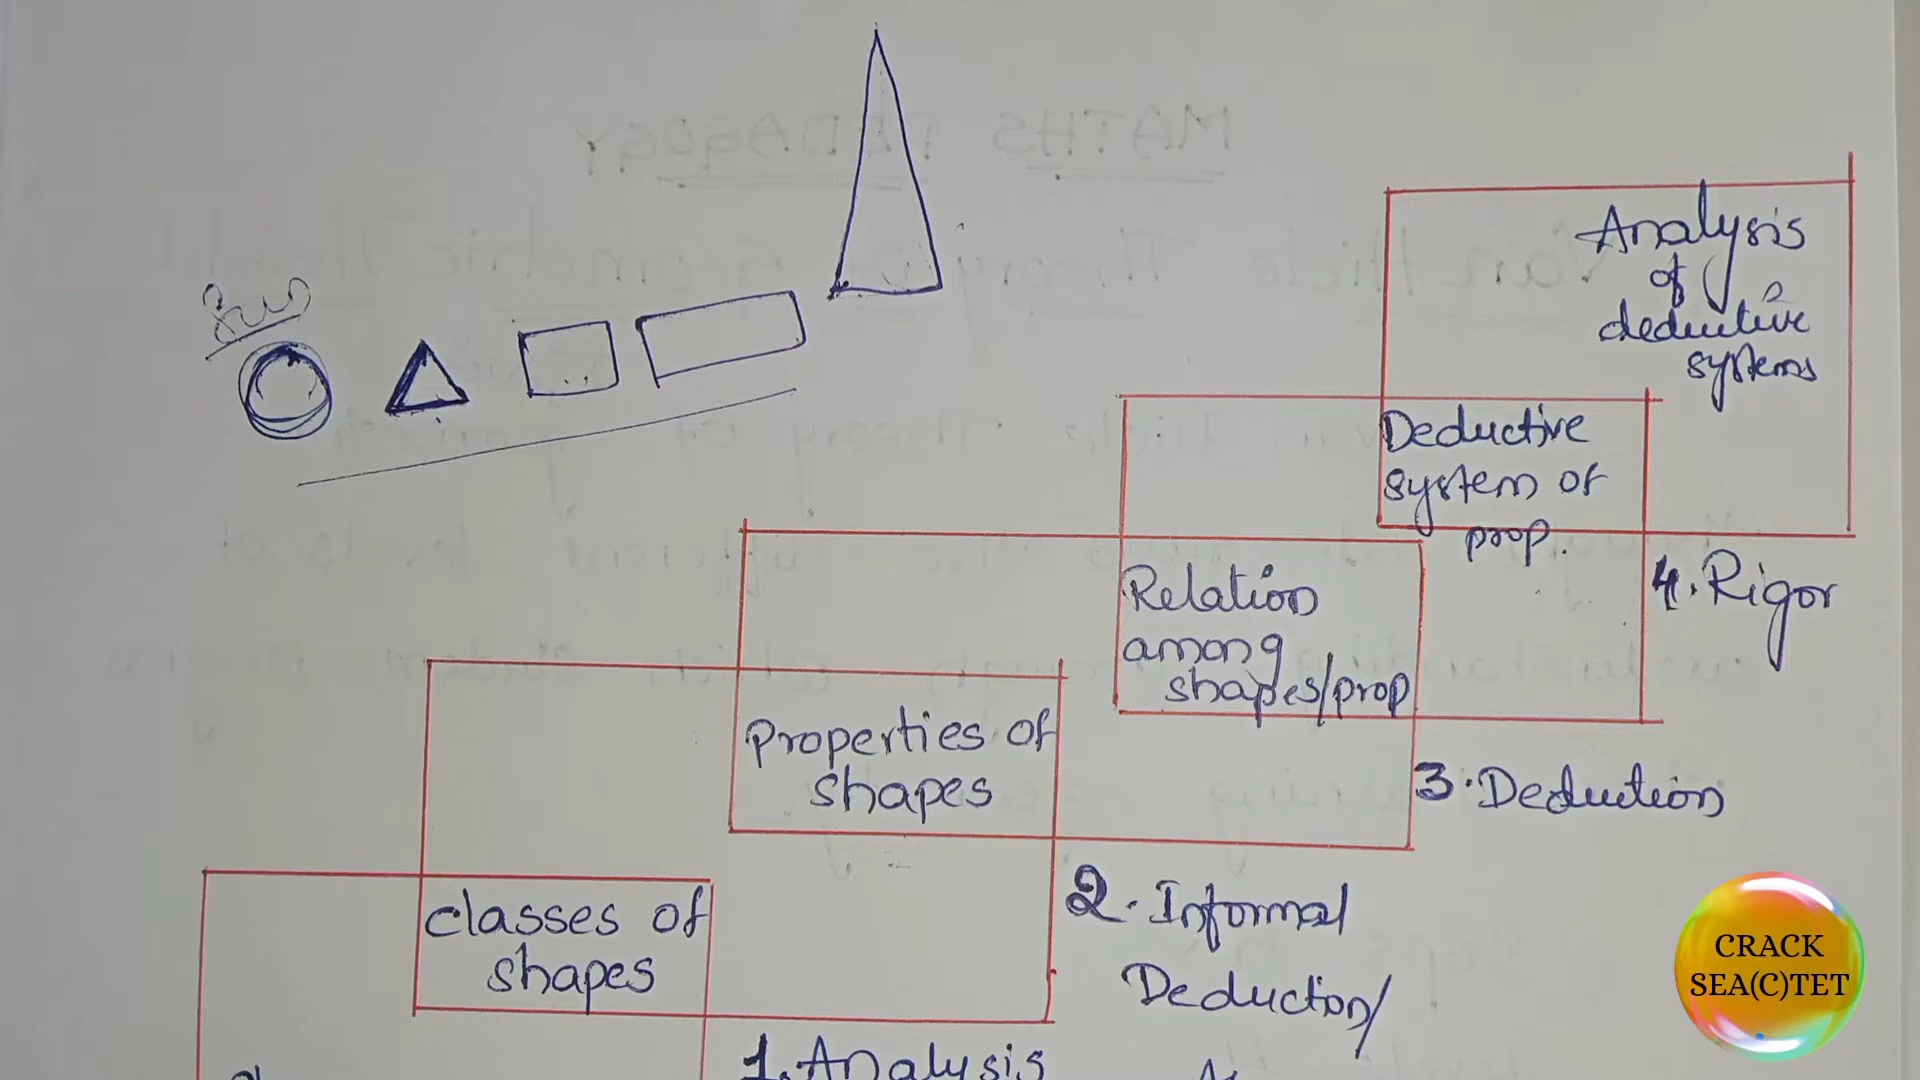 Analysis
of
deductive
systems
Deductive
system of
prop.
4. Rigor
Relation
among
shapes/prop
3. Deduction
Properties of
shapes
2. Informal
Deduction/
classes of
shapes
1. Analysis
CRACK
SEA(C)TET